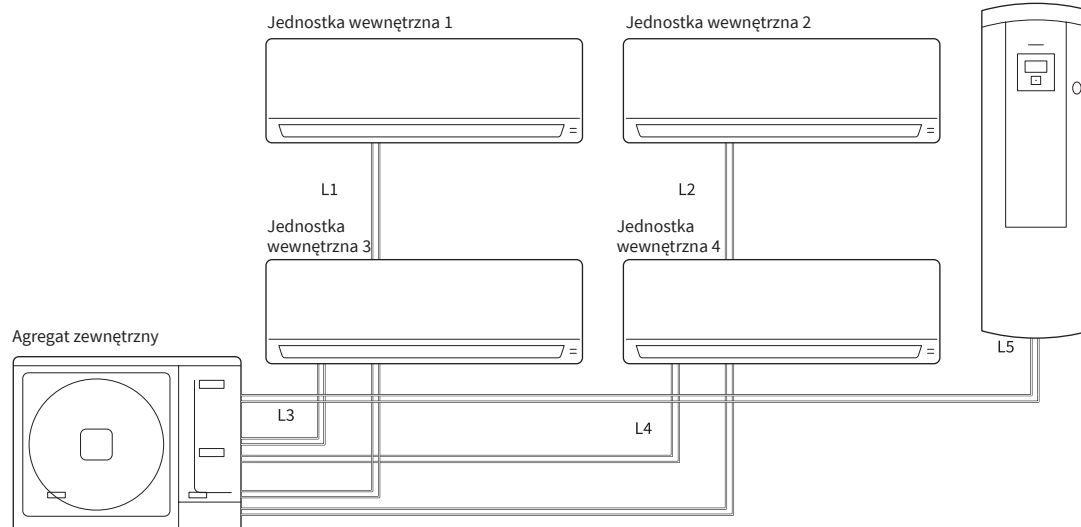 Jednostka wewnętrzna 1
Jednostka wewnętrzna 2
L1
L2
Jednostka
wewnętrzna 3
Jednostka
wewnętrzna 4
Agregat zewnętrzny
L5
L3
L4